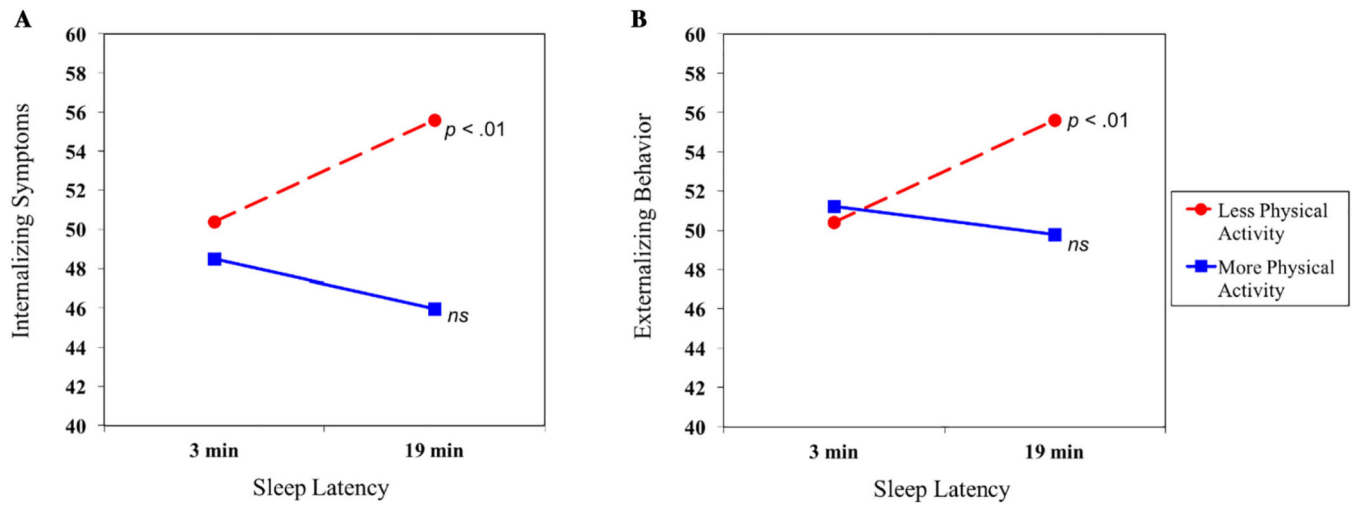 A
Internalizing Symptoms
60
58
56
54
52
50
48
46
44
42
40
p < .01
ns
3 min
19 min
Sleep Latency
B
Externalizing Behavior
60
58
56
54
52
50
48
46
44
42
40
p < .01
ns
3 min
19 min
Sleep Latency
Less Physical
Activity
More Physical
Activity